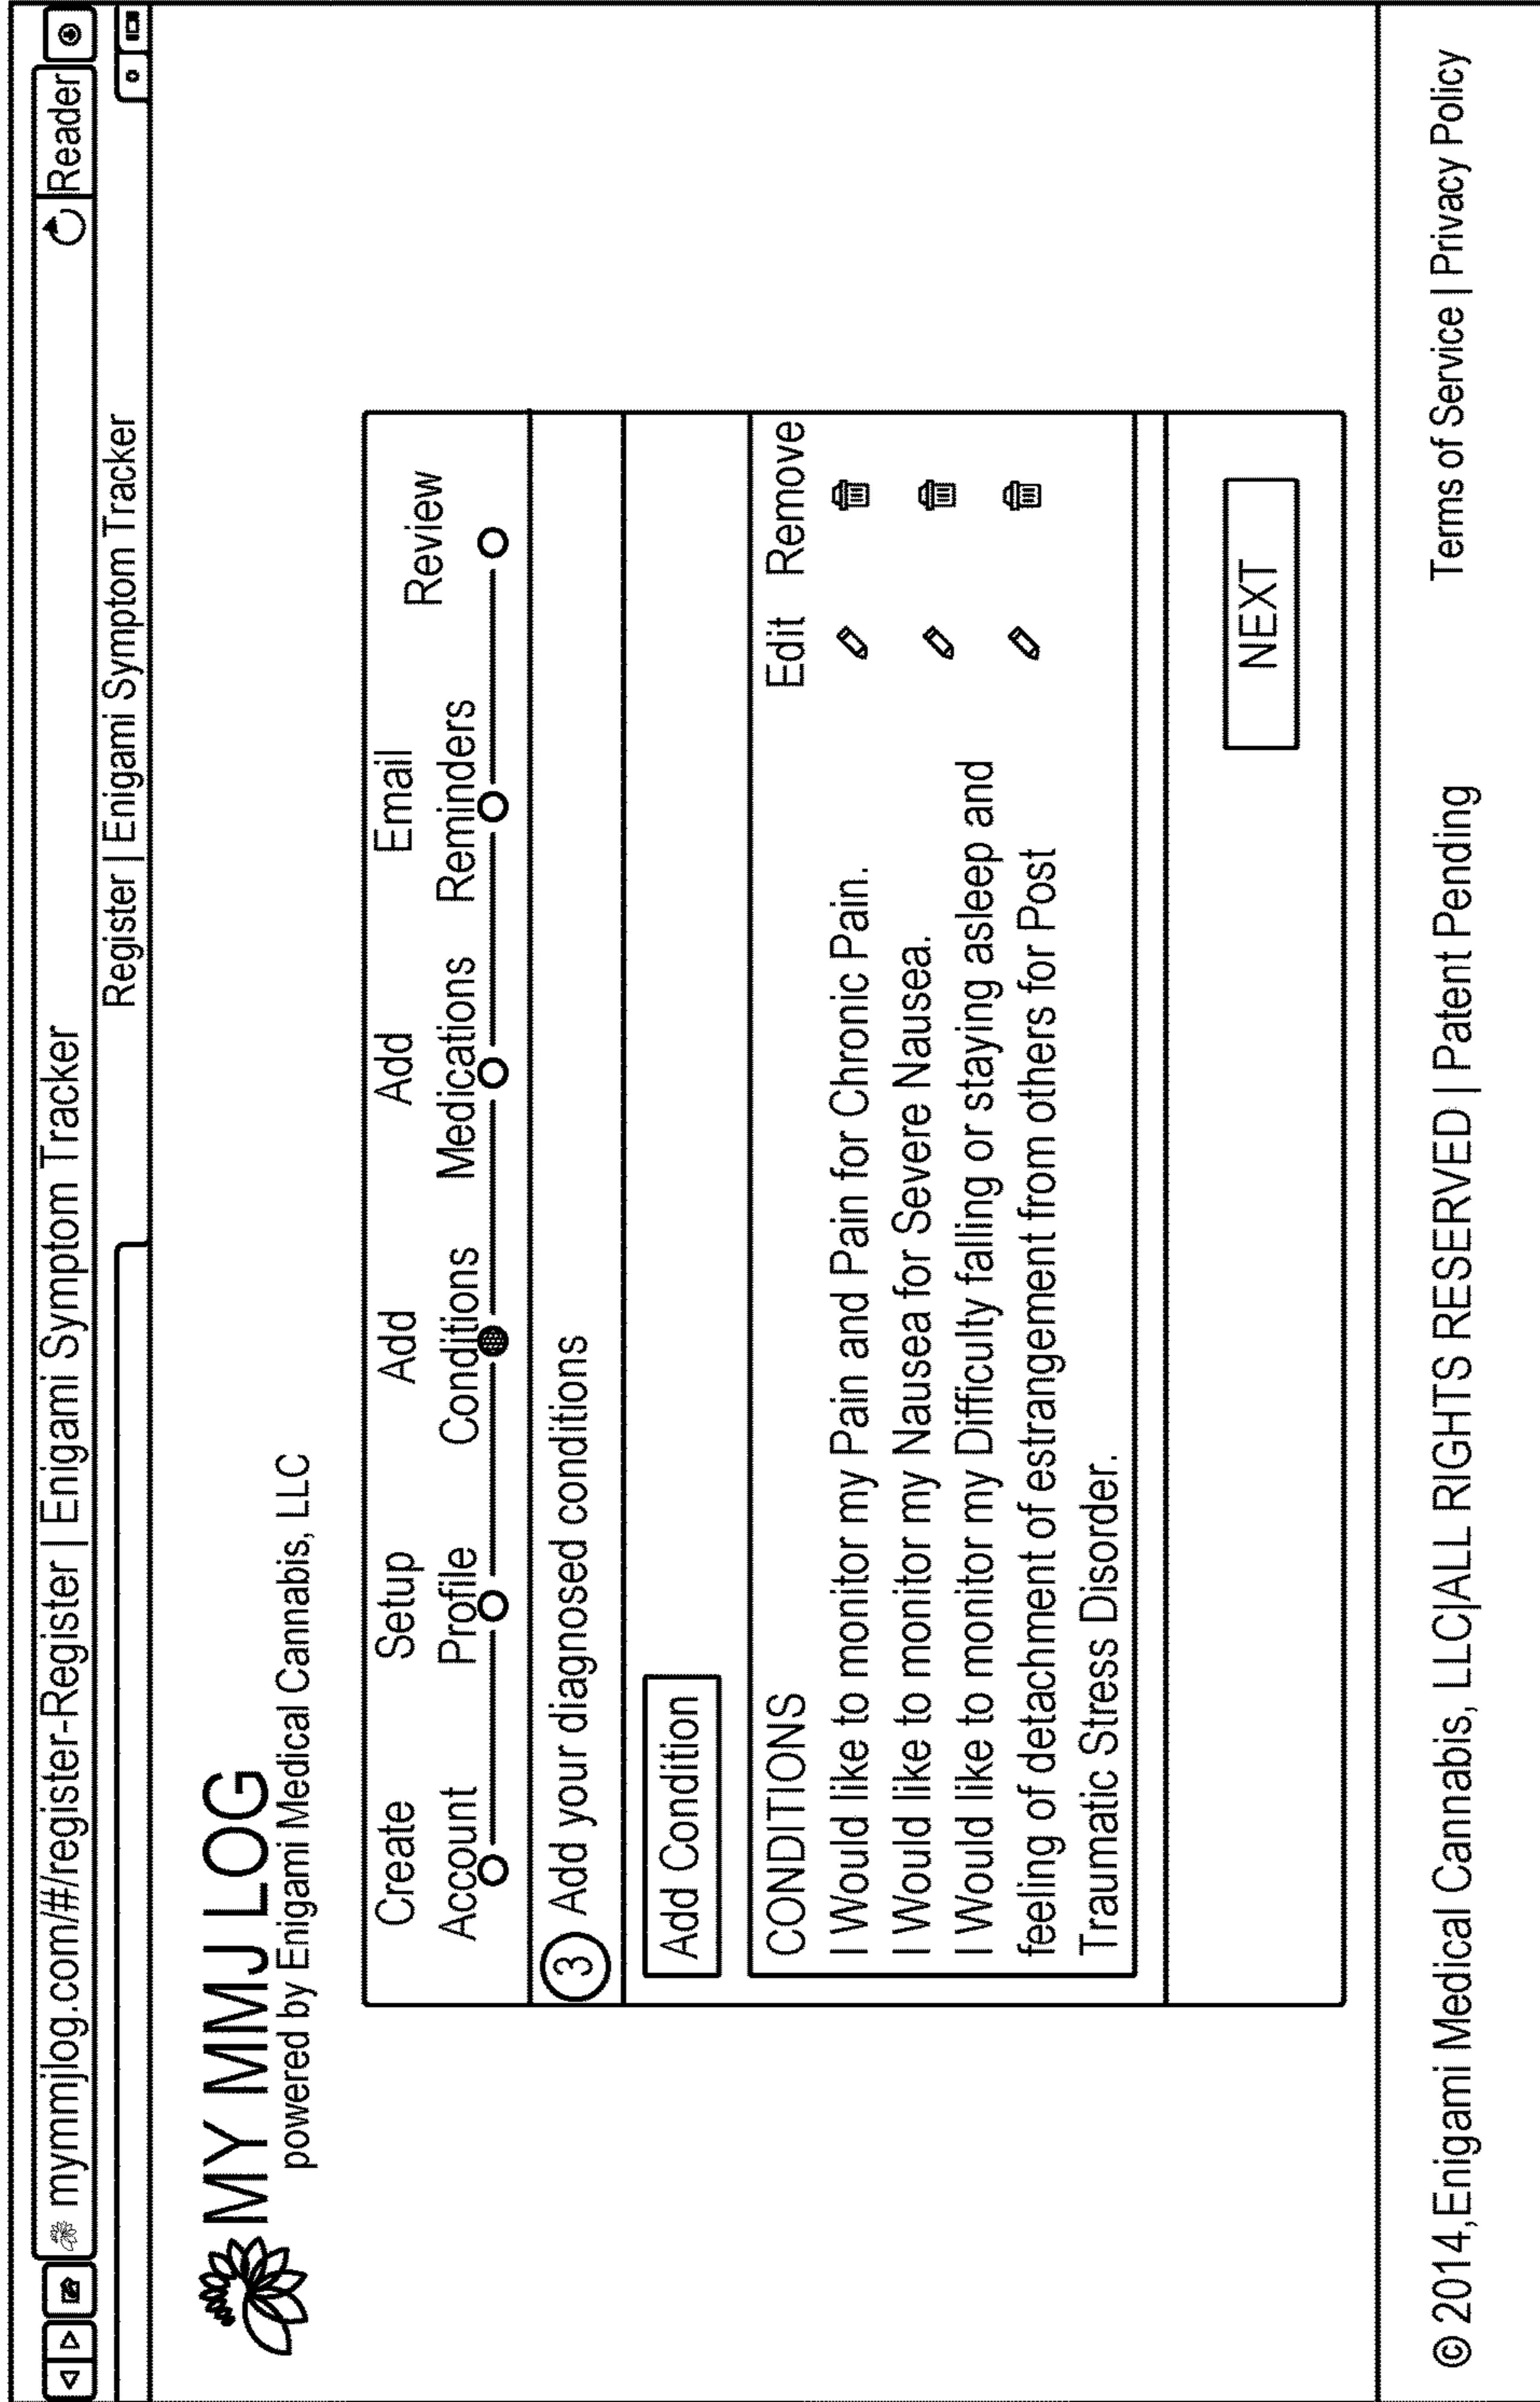 mymmjlog.com/#/register-Register | Enigami Symptom Tracker
Reader
Register | Enigami Symptom Tracker
MY MMJ LOG
powered by Enigami Medical Cannabis, LLC
Create Account
Setup Profile
Add Conditions
Add Medications
Email Reminders
Review
3 Add your diagnosed conditions
Add Condition
CONDITIONS Edit Remove
I Would like to monitor my Pain and Pain for Chronic Pain.
I Would like to monitor my Nausea for Severe Nausea.
I Would like to monitor my Difficulty falling or staying asleep and
feeling of detachment of estrangement from others for Post
Traumatic Stress Disorder.
NEXT
© 2014,Enigami Medical Cannabis, LLC|ALL RIGHTS RESERVED | Patent Pending
Terms of Service | Privacy Policy